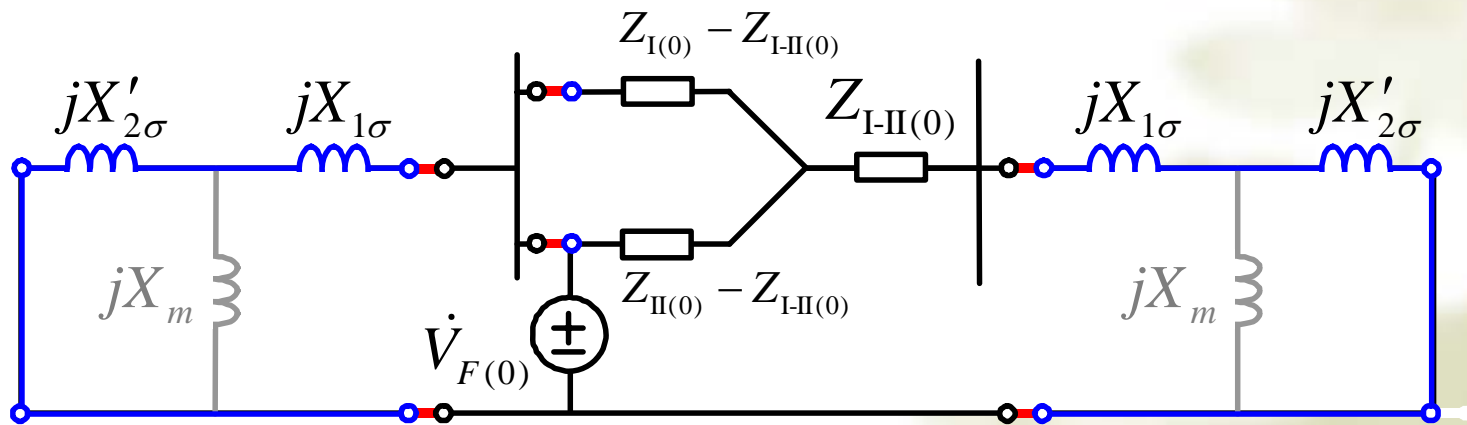 Z_{I(0)} − Z_{I-II(0)}
jX′_{2σ}
jX_{1σ}
Z_{I-II(0)}
jX_{1σ}
jX′_{2σ}
jX_m
Z_{II(0)} − Z_{I-II(0)}
jX_m
V̇_{F(0)}